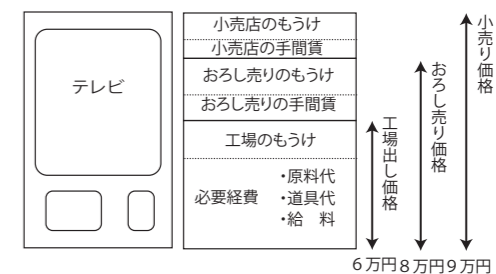 テレビ
小売店のもうけ
小売店の手間賃
おろし売りのもうけ
おろし売りの手間賃
工場のもうけ
必要経費
・原料代
・道具代
・給　料
工場出し価格
おろし売り価格
小売り価格
６万円
８万円
９万円